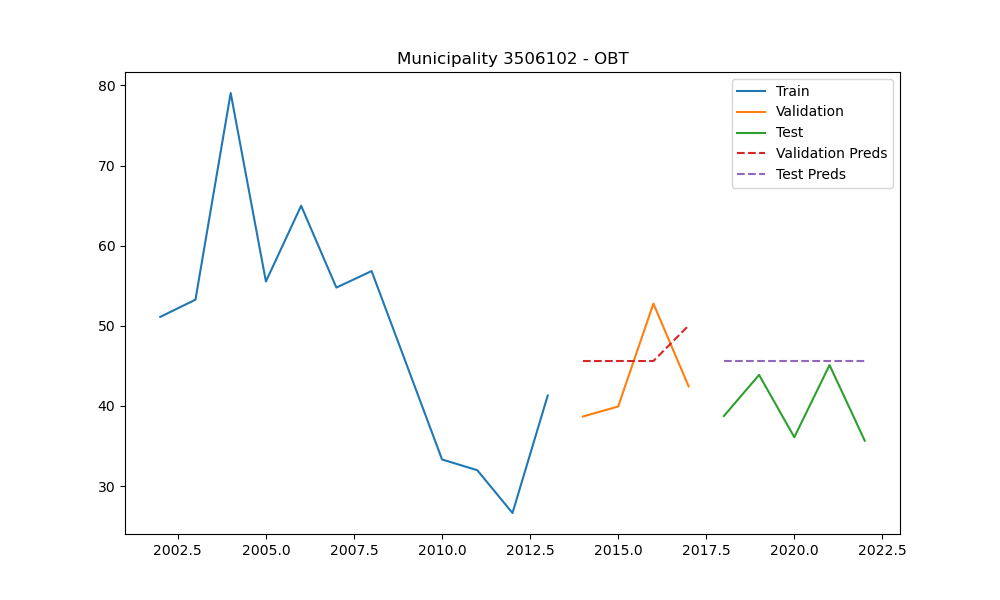 Municipality 3506102 - OBT
80
70
60
50
40
30
2002.5 2005.0 2007.5 2010.0 2012.5 2015.0 2017.5 2020.0 2022.5
Train
Validation
Test
Validation Preds
Test Preds